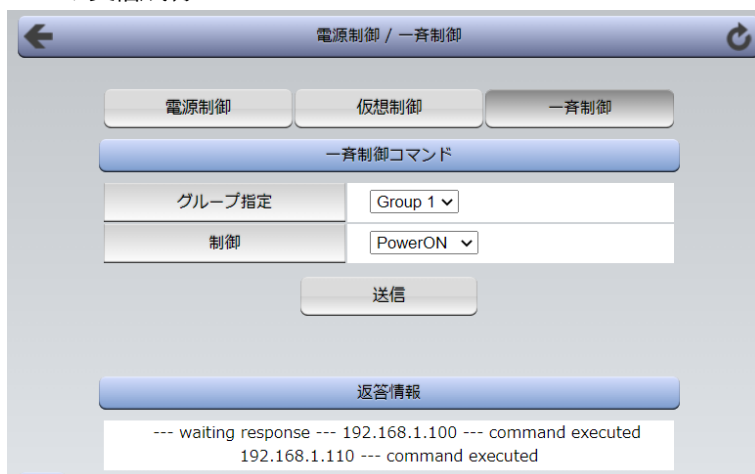 電源制御 / 一斉制御
電源制御 仮想制御 一斉制御
一斉制御コマンド
グループ指定 Group 1
制御 PowerON
送信
返答情報
--- waiting response --- 192.168.1.100 --- command executed
192.168.1.110 --- command executed